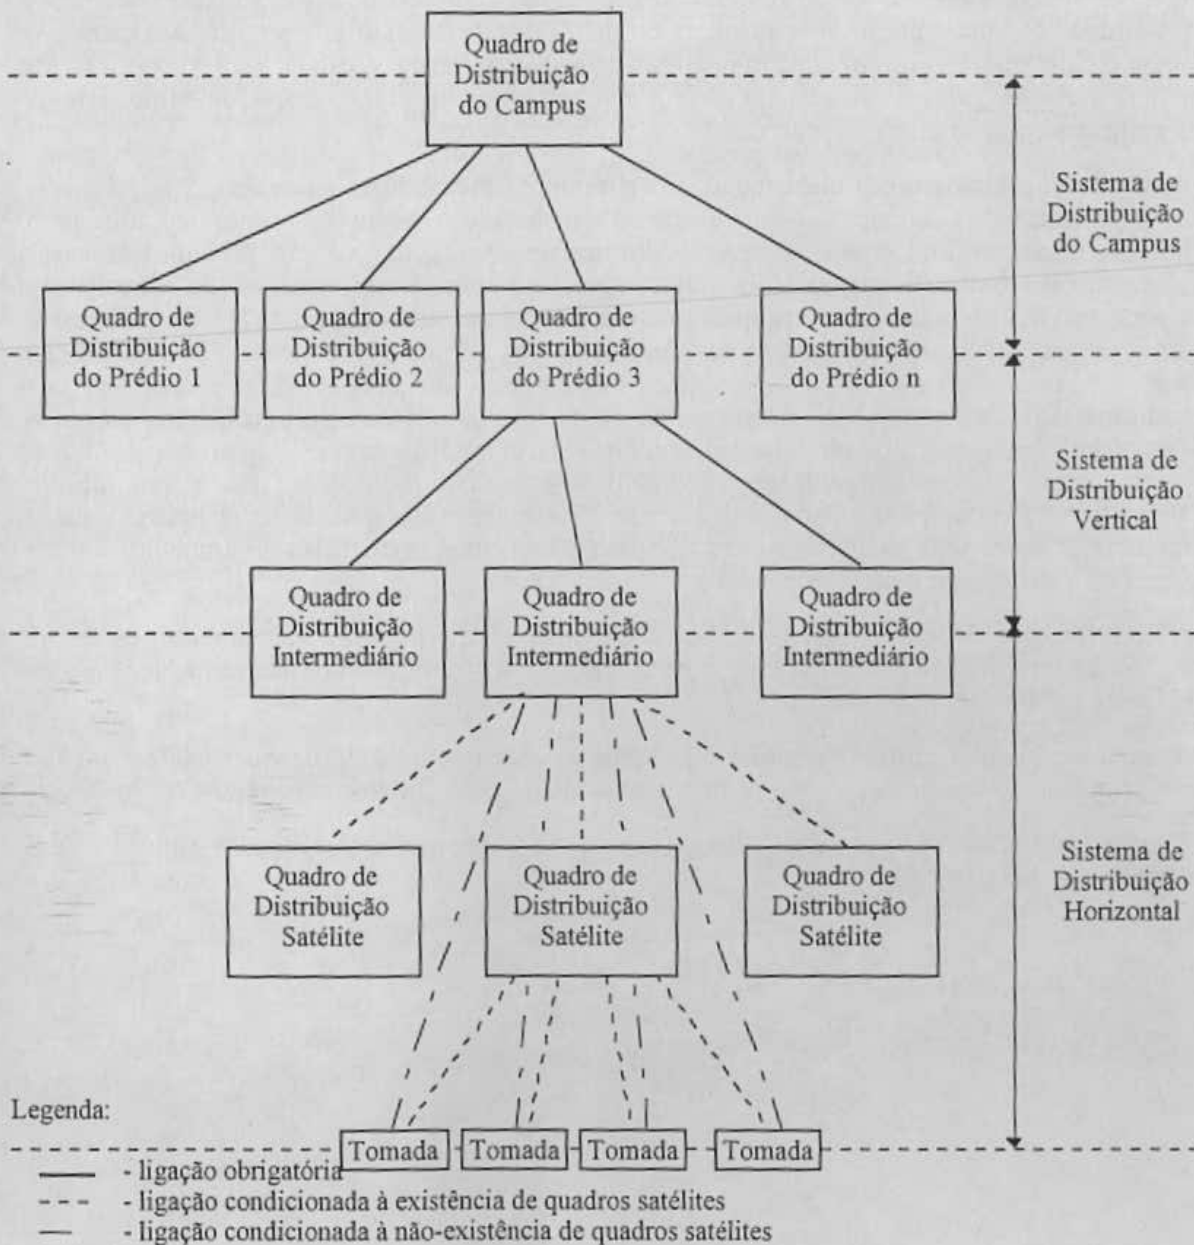 Quadro de
Distribuição
do Campus
Sistema de
Distribuição
do Campus
Quadro de
Distribuição
do Prédio 1
Quadro de
Distribuição
do Prédio 2
Quadro de
Distribuição
do Prédio 3
Quadro de
Distribuição
do Prédio n
Sistema de
Distribuição
Vertical
Quadro de
Distribuição
Intermediário
Quadro de
Distribuição
Intermediário
Quadro de
Distribuição
Intermediário
Quadro de
Distribuição
Satélite
Quadro de
Distribuição
Satélite
Quadro de
Distribuição
Satélite
Sistema de
Distribuição
Horizontal
Legenda:
Tomada
Tomada
Tomada
Tomada
- ligação obrigatória
- ligação condicionada à existência de quadros satélites
- ligação condicionada à não-existência de quadros satélites